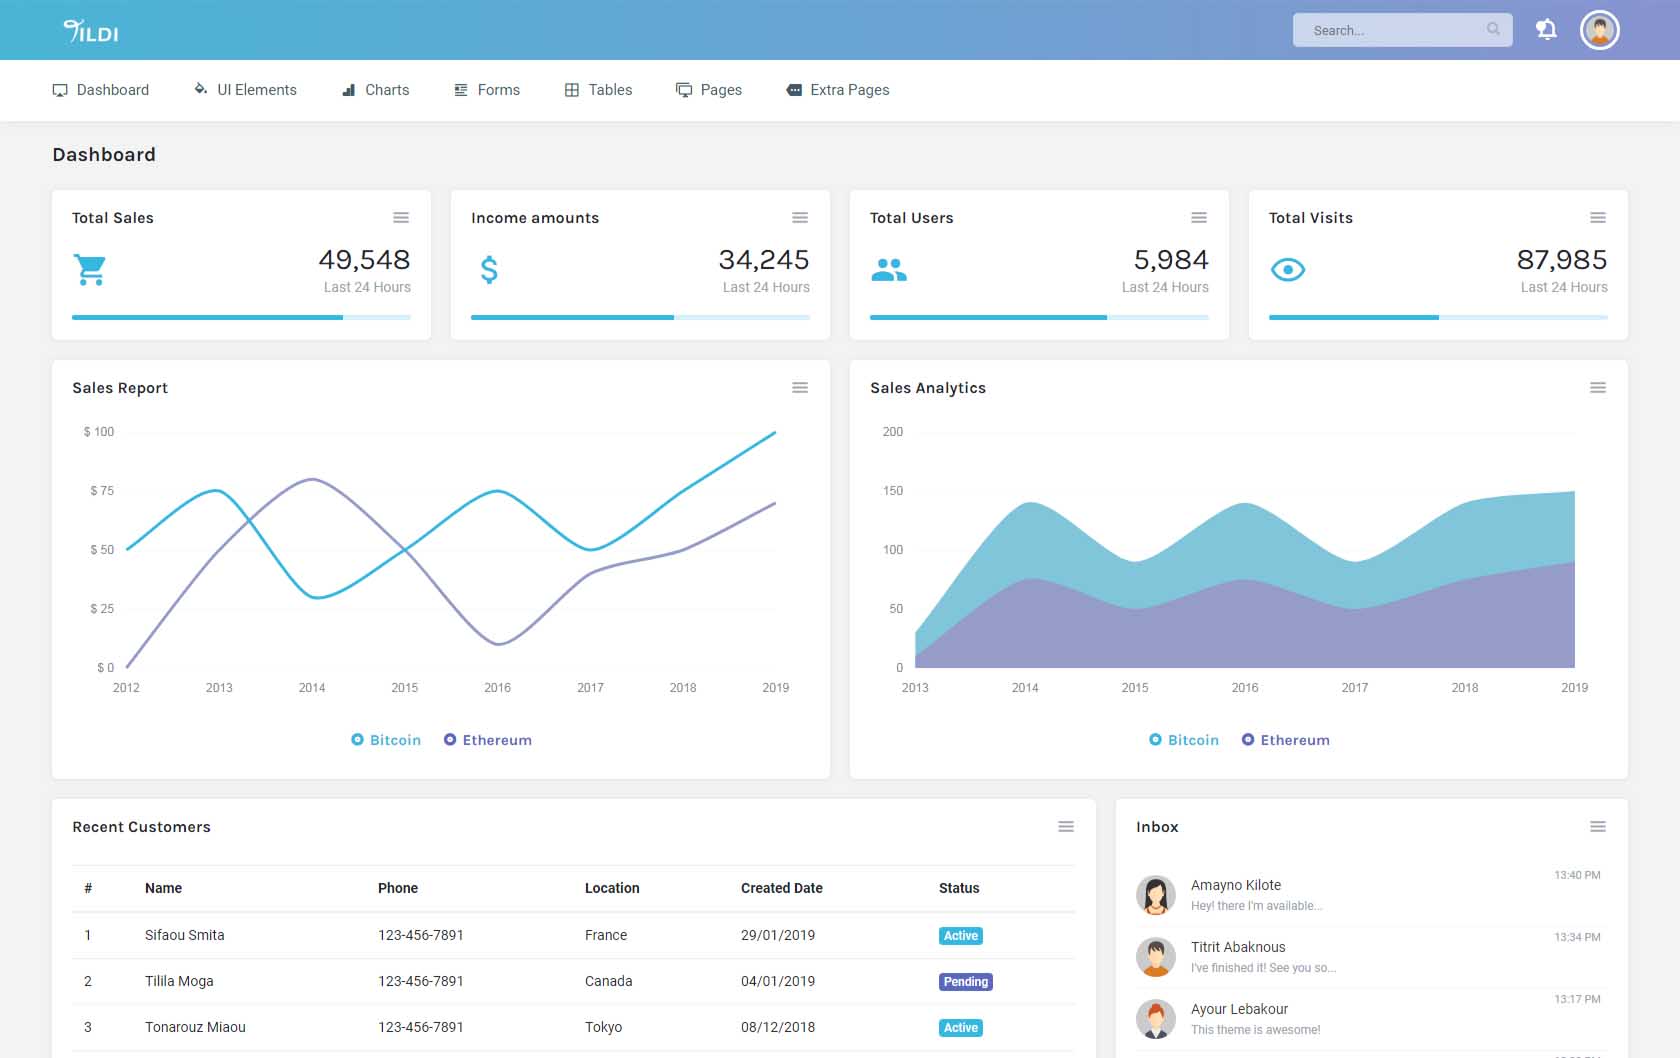 TILDI
Search...
Dashboard UI Elements Charts Forms Tables Pages Extra Pages
Dashboard
Total Sales
49,548
Last 24 Hours
Income amounts
34,245
Last 24 Hours
Total Users
5,984
Last 24 Hours
Total Visits
87,985
Last 24 Hours
Sales Report
$ 100
$ 75
$ 50
$ 25
$ 0
2012 2013 2014 2015 2016 2017 2018 2019
Bitcoin Ethereum
Sales Analytics
200
150
100
50
0
2013 2014 2015 2016 2017 2018 2019
Bitcoin Ethereum
Recent Customers
# Name Phone Location Created Date Status
1 Sifaou Smita 123-456-7891 France 29/01/2019 Active
2 Tilila Moga 123-456-7891 Canada 04/01/2019 Pending
3 Tonarouz Miaou 123-456-7891 Tokyo 08/12/2018 Active
Inbox
13:40 PM
Amayno Kilote
Hey! there I'm available...
13:34 PM
Titrit Abaknous
I've finished it! See you so...
13:17 PM
Ayour Lebakour
This theme is awesome!